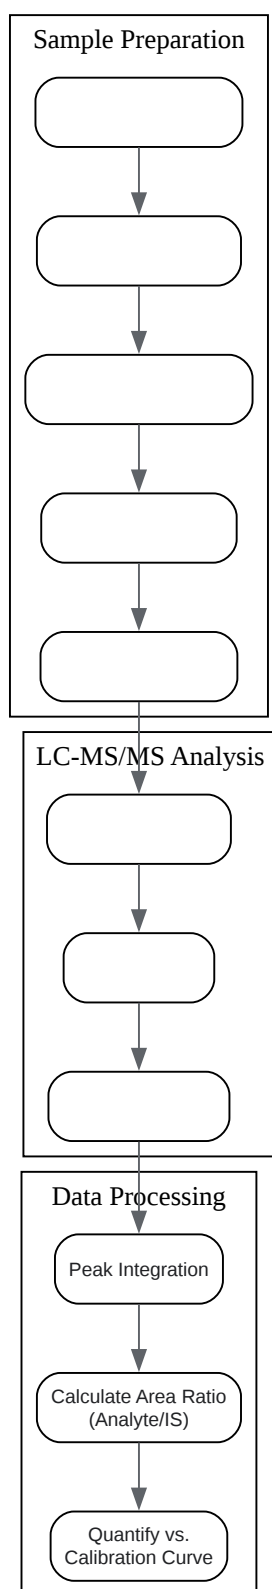 Sample Preparation
LC-MS/MS Analysis
Data Processing
Peak Integration
Calculate Area Ratio
(Analyte/IS)
Quantify vs.
Calibration Curve